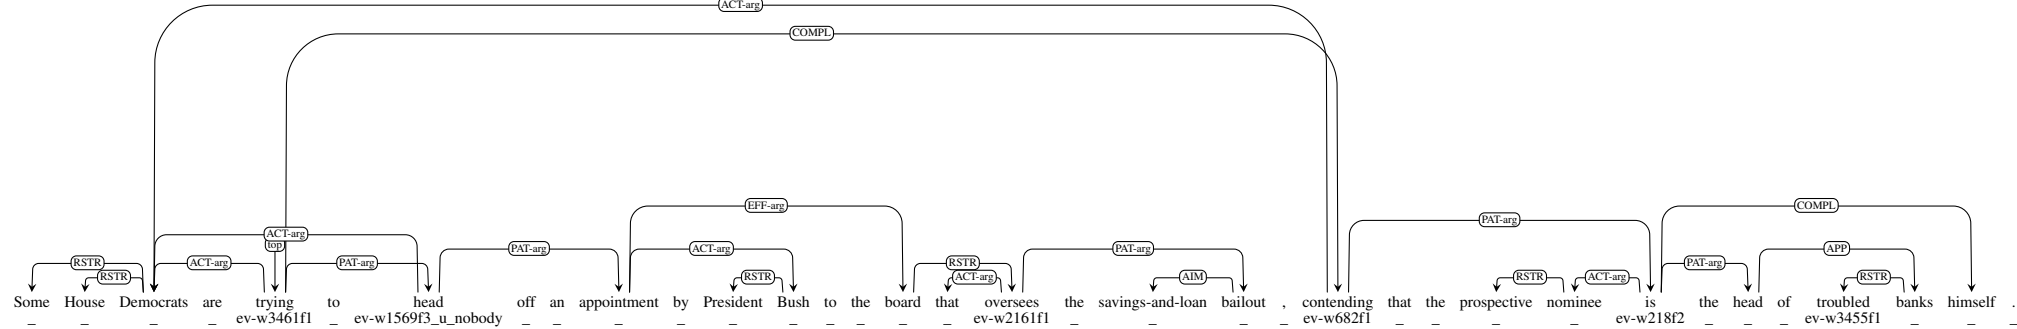 ACT-arg
COMPL
EFF-arg
COMPL
PAT-arg
ACT-arg
top
PAT-arg ACT-arg PAT-arg APP
RSTR ACT-arg PAT-arg RSTR PAT-arg
RSTR RSTR ACT-arg AIM RSTR ACT-arg RSTR
Some House Democrats are trying to head off an appointment by President Bush to the board that oversees the savings-and-loan bailout , contending that the prospective nominee is the head of troubled banks himself .
_ _ _ _ ev-w3461f1 _ ev-w1569f3_u_nobody _ _ _ _ _ _ _ _ _ _ ev-w2161f1 _ _ _ _ ev-w682f1 _ _ _ _ ev-w218f2 _ _ _ ev-w3455f1 _ _ _